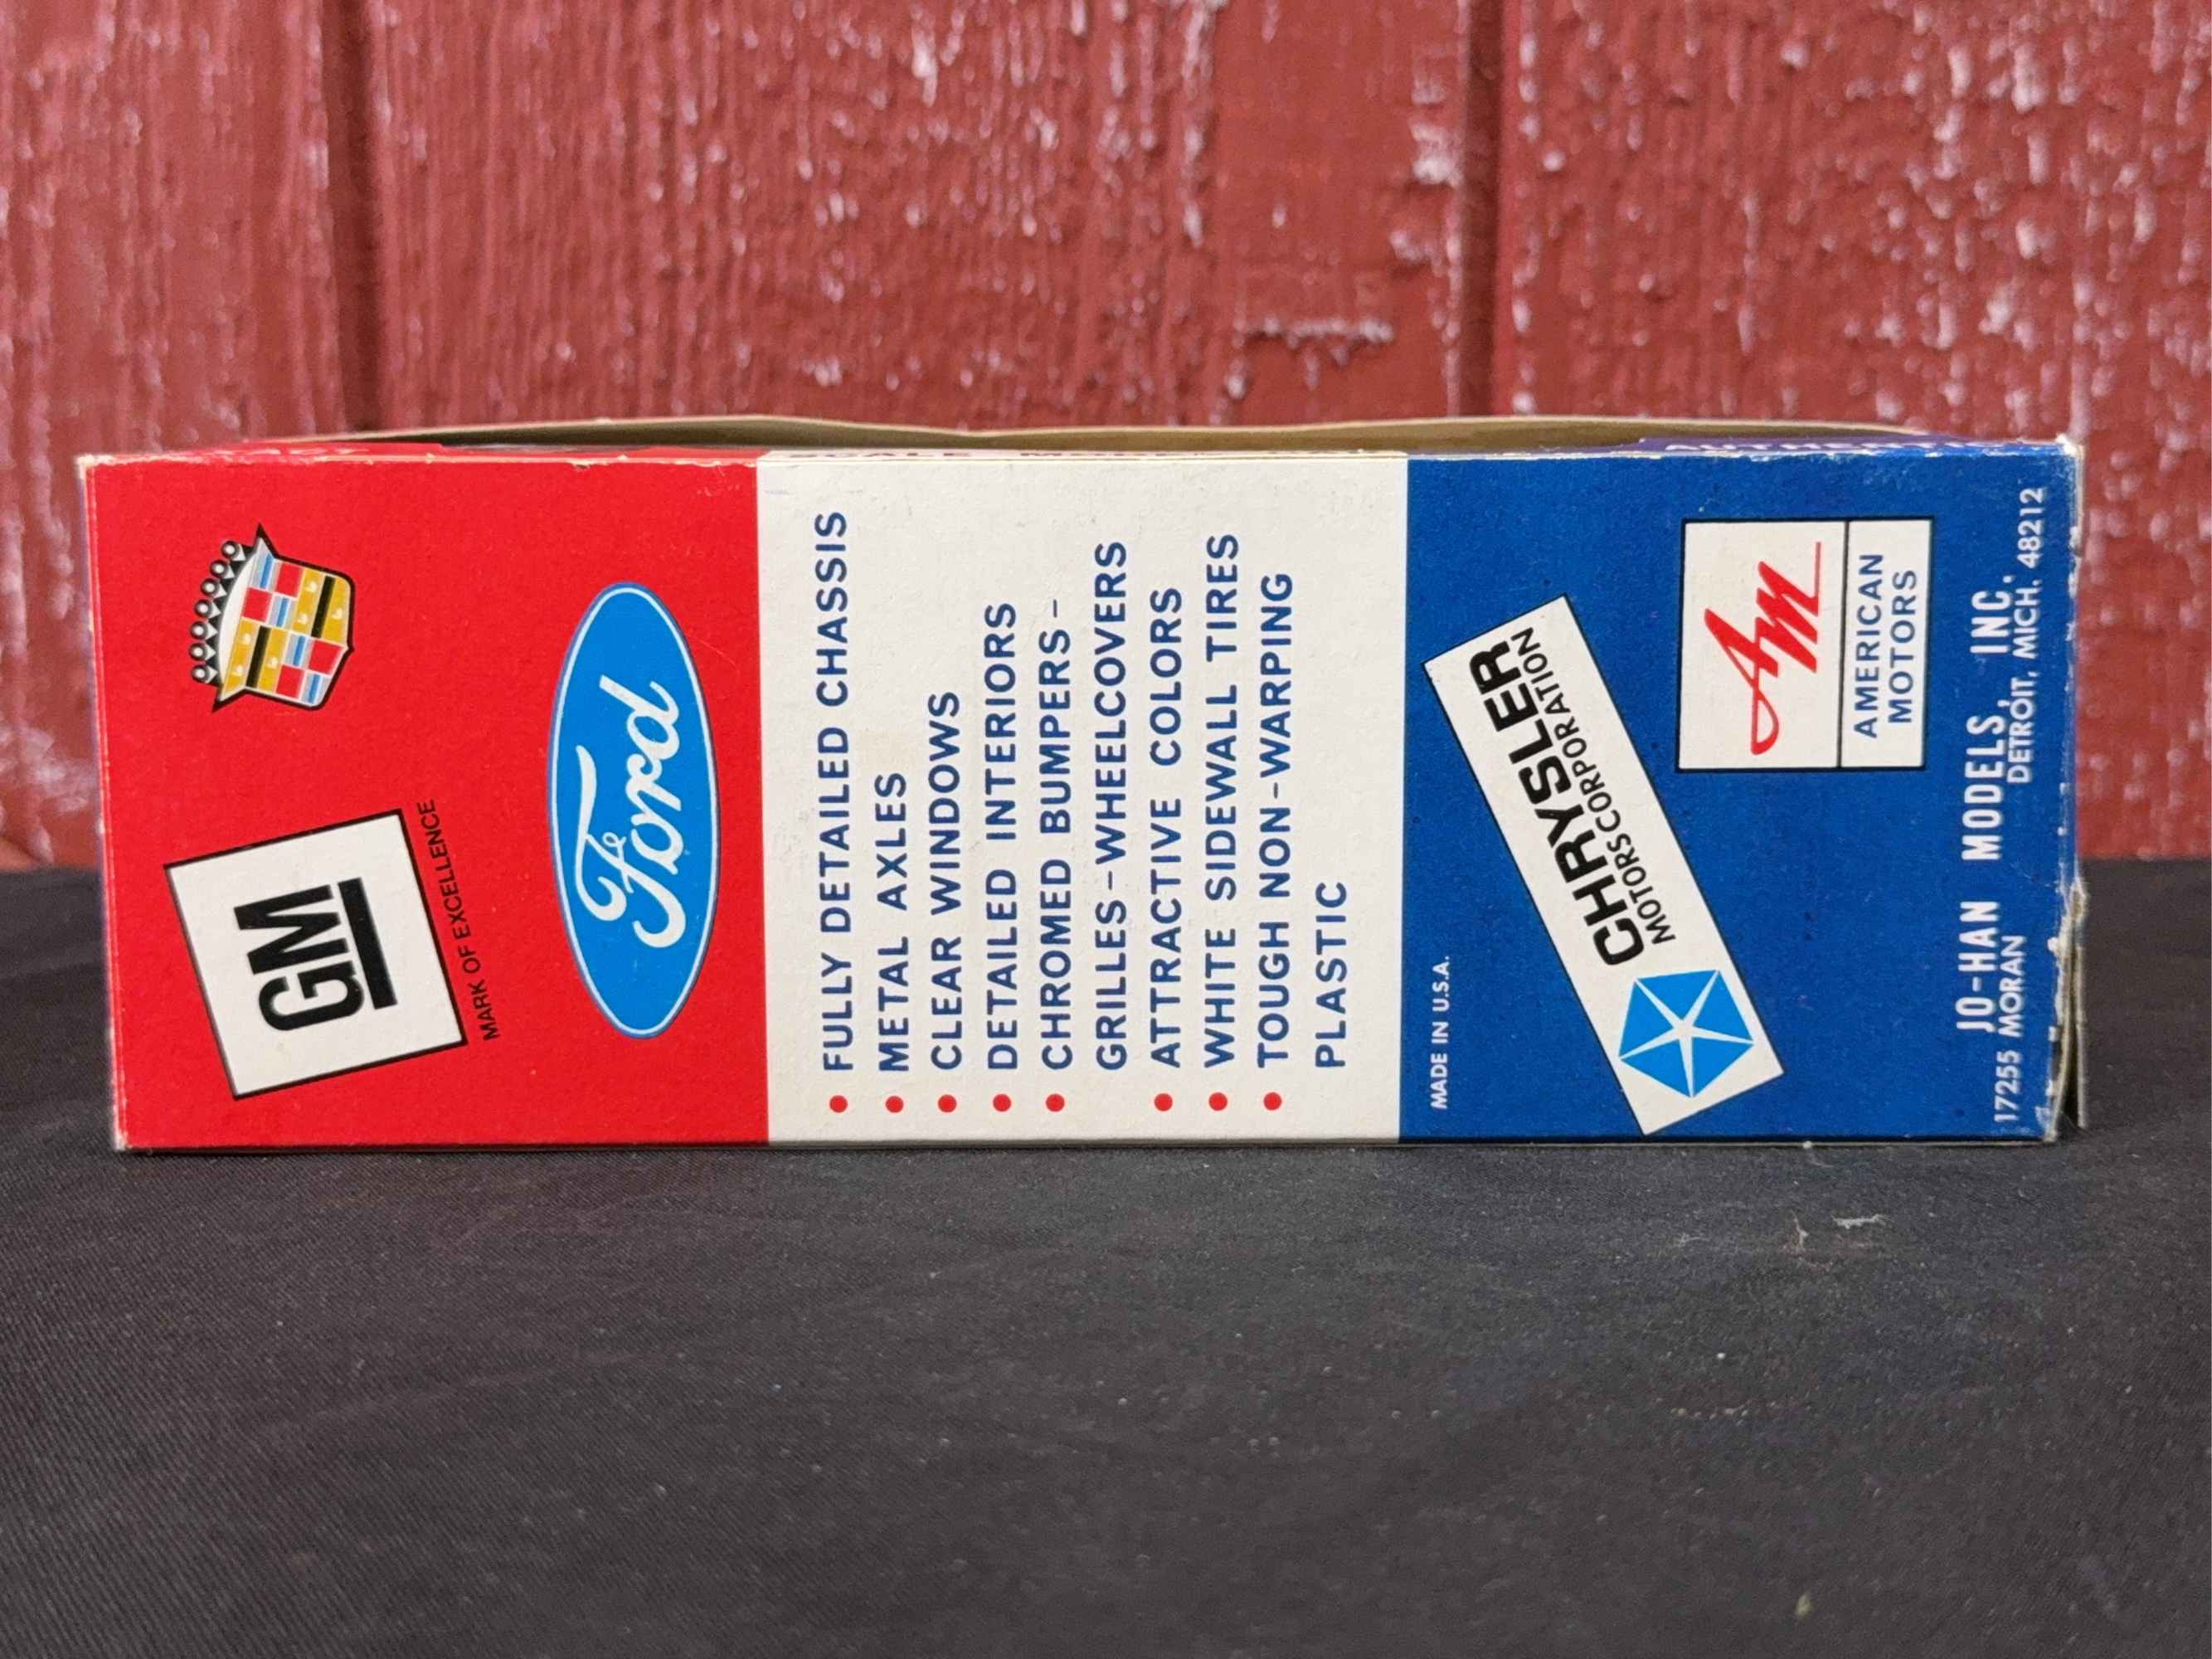 GM
MARK OF EXCELLENCE
Ford
FULLY DETAILED CHASSIS
METAL AXLES
CLEAR WINDOWS
DETAILED INTERIORS
CHROMED BUMPERS-
GRILLES-WHEELCOVERS
ATTRACTIVE COLORS
WHITE SIDEWALL TIRES
TOUGH NON-WARPING
PLASTIC
MADE IN U.S.A.
CHRYSLER
MOTORS CORPORATION
AM
AMERICAN
MOTORS
JO-HAN MODELS, INC.
17255 MORAN DETROIT, MICH. 48212